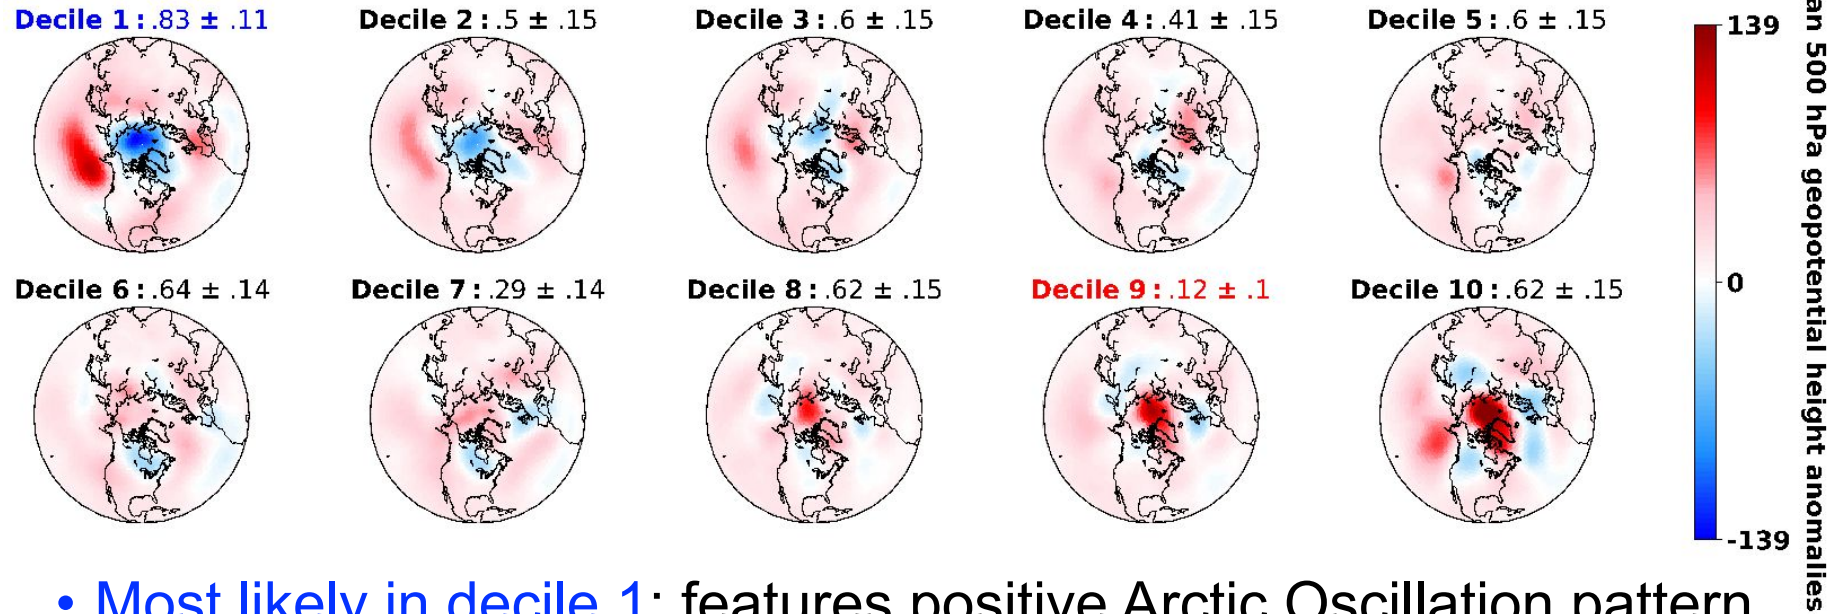 Decile 1 : .83 ± .11
Decile 2 : .5 ± .15
Decile 3 : .6 ± .15
Decile 4 : .41 ± .15
Decile 5 : .6 ± .15
Decile 6 : .64 ± .14
Decile 7 : .29 ± .14
Decile 8 : .62 ± .15
Decile 9 : .12 ± .1
Decile 10 : .62 ± .15
139
0
-139
an 500 hPa geopotential height anomalies
• Most likely in decile 1: features positive Arctic Oscillation pattern